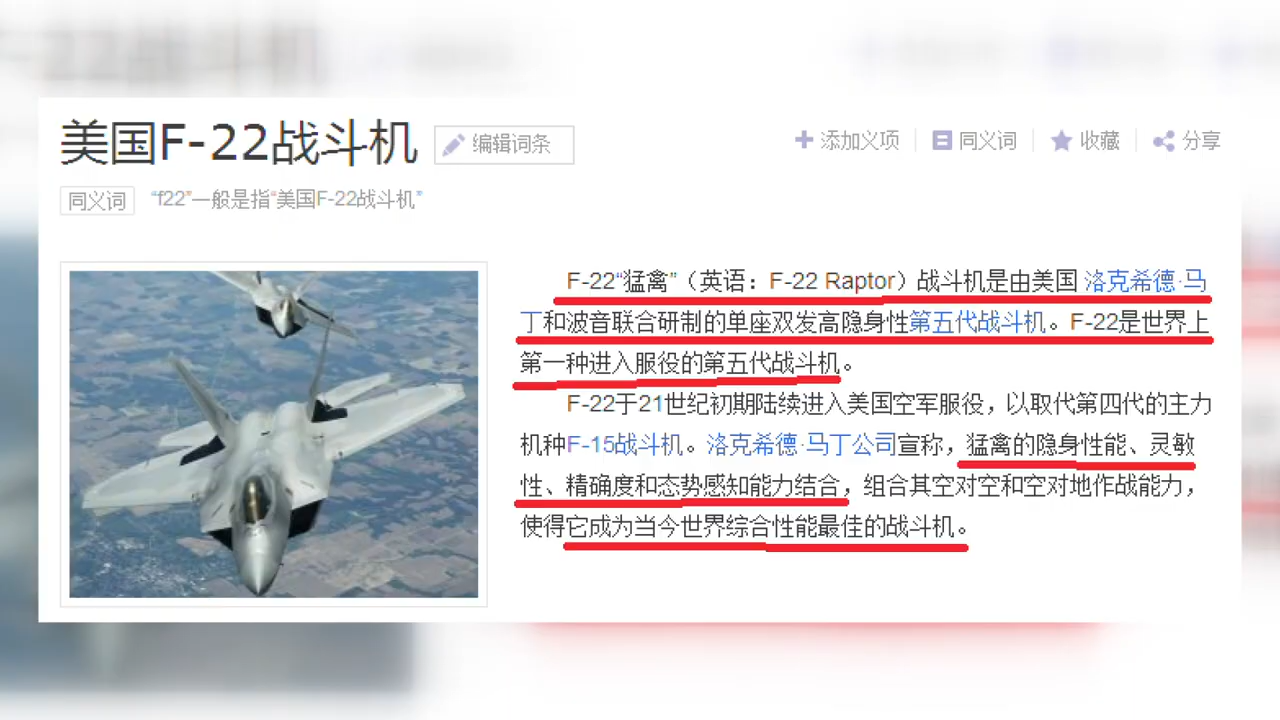 美国F-22战斗机
编辑词条
添加义项
同义词
收藏
分享
同义词
“f22”一般是指“美国F-22战斗机”
F-22“猛禽”（英语：F-22 Raptor）战斗机是由美国 洛克希德·马
丁和波音联合研制的单座双发高隐身性第五代战斗机。F-22是世界上
第一种进入服役的第五代战斗机。
F-22于21世纪初期陆续进入美国空军服役，以取代第四代的主力
机种F-15战斗机。洛克希德·马丁公司宣称，猛禽的隐身性能、灵敏
性、精确度和态势感知能力结合，组合其空对空和空对地作战能力，
使得它成为当今世界综合性能最佳的战斗机。